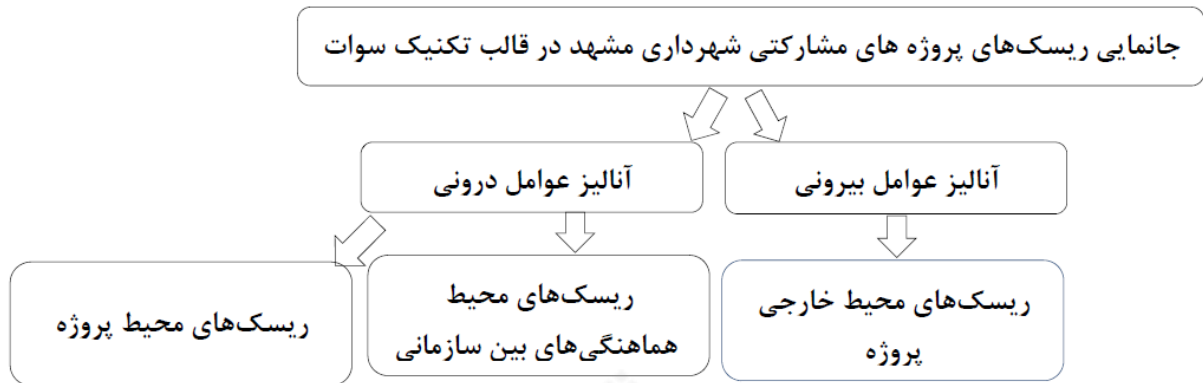 جانمایی ریسک‌های پروژه های مشارکتی شهرداری مشهد در قالب تکنیک سوات
آنالیز عوامل بیرونی
آنالیز عوامل درونی
ریسک‌های محیط خارجی
پروژه
ریسک‌های محیط
هماهنگی‌های بین سازمانی
ریسک‌های محیط پروژه